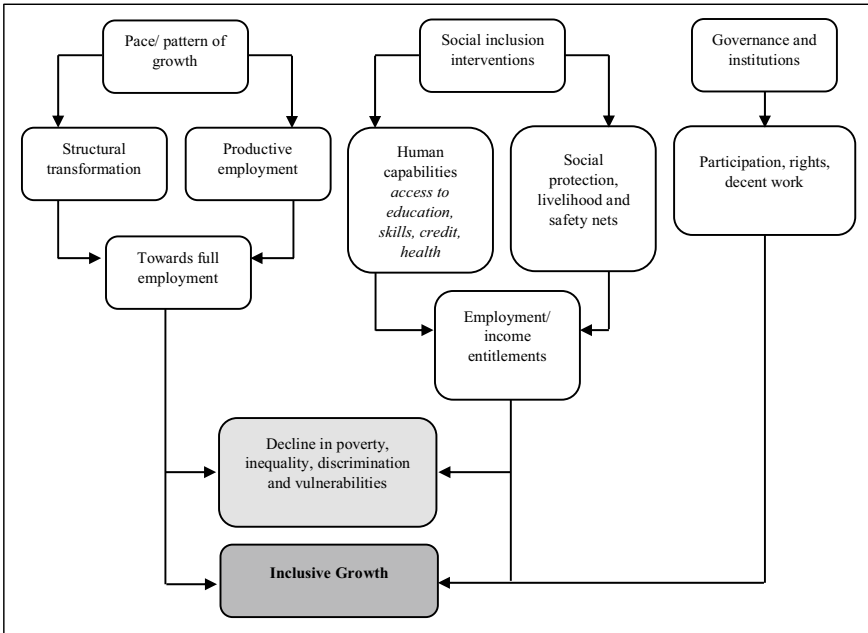 Pace/ pattern of
growth
Social inclusion
interventions
Governance and
institutions
Structural
transformation
Productive
employment
Human
capabilities
access to
education,
skills, credit,
health
Social
protection,
livelihood and
safety nets
Participation, rights,
decent work
Towards full
employment
Employment/
income
entitlements
Decline in poverty,
inequality, discrimination
and vulnerabilities
Inclusive Growth